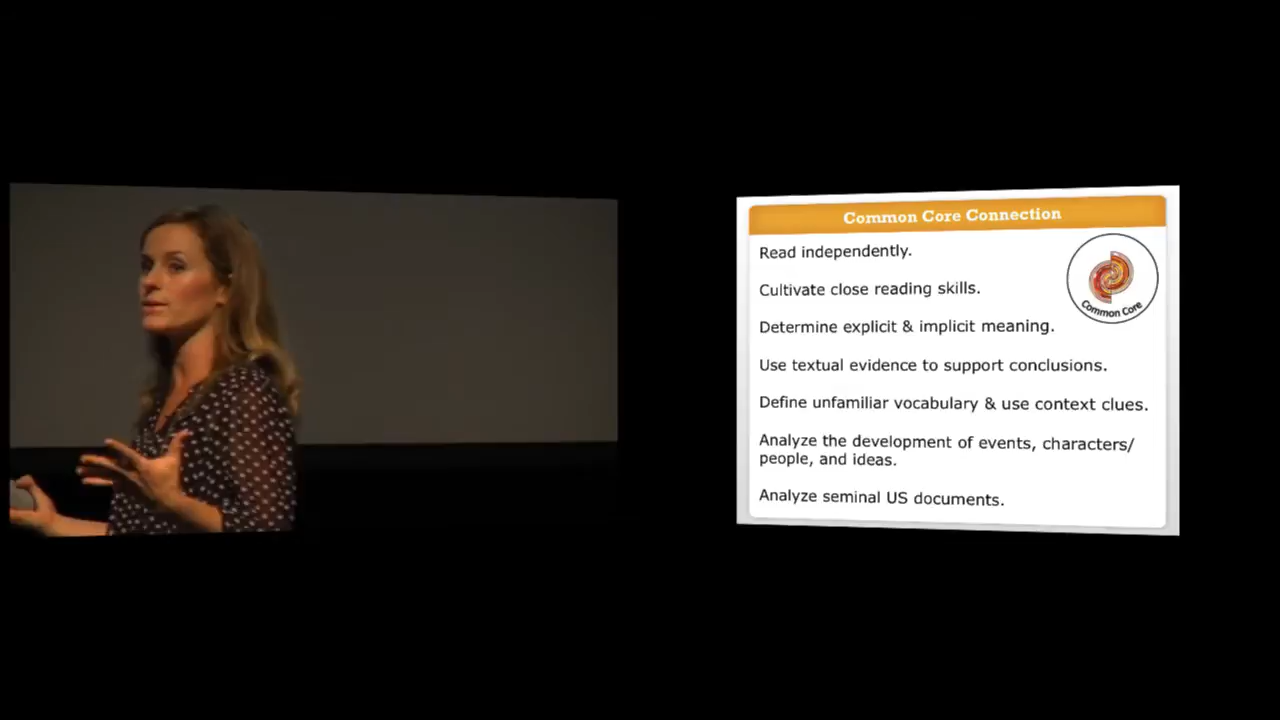 Common Core Connection
Read independently.
Cultivate close reading skills.
Determine explicit & implicit meaning.
Use textual evidence to support conclusions.
Define unfamiliar vocabulary & use context clues.
Analyze the development of events, characters/
people, and ideas.
Analyze seminal US documents.
Common Core